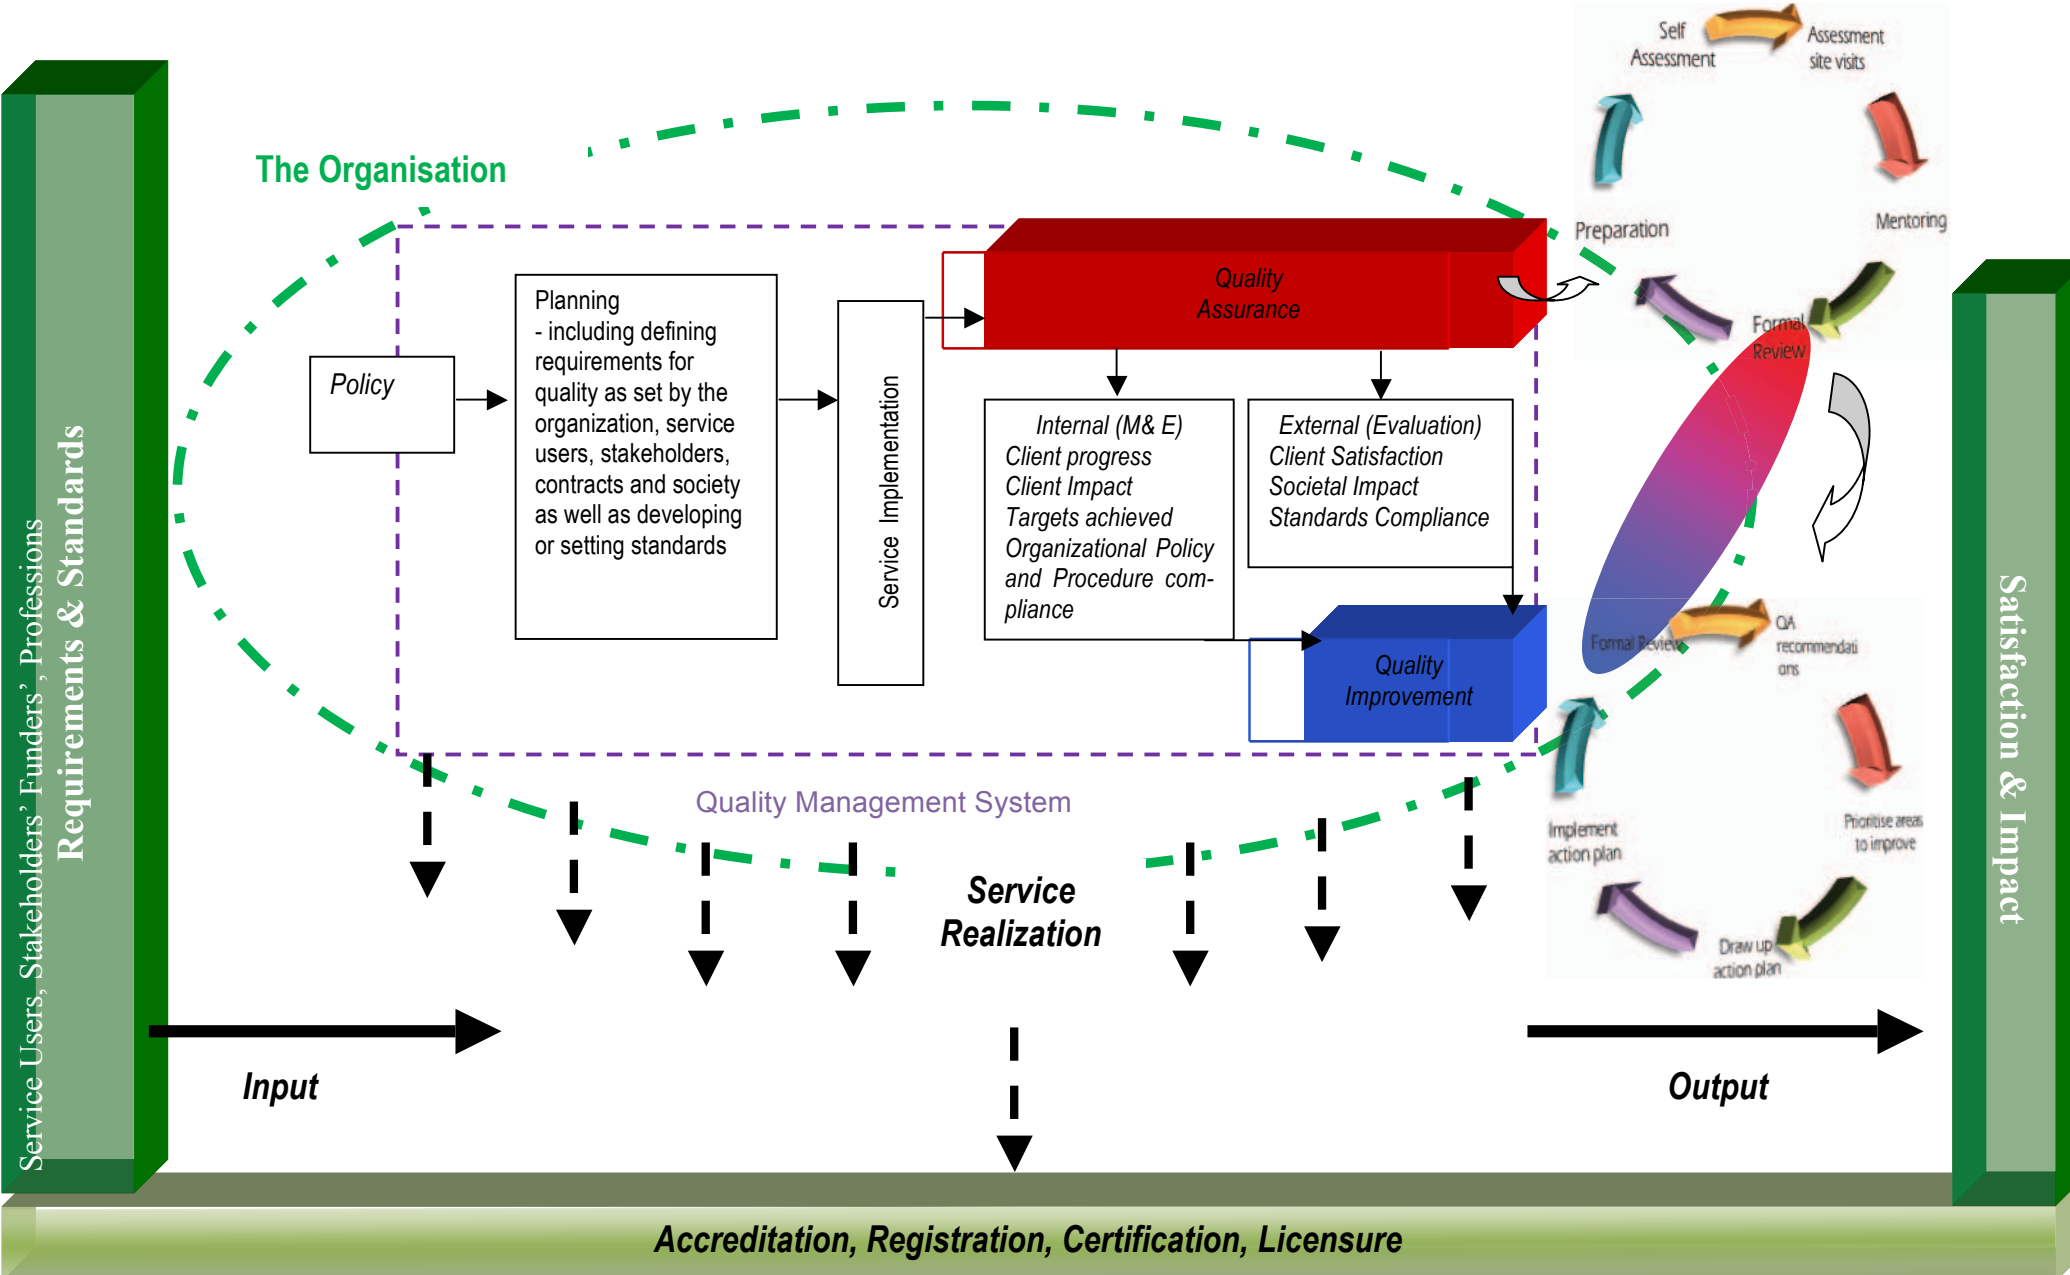 Service Users, Stakeholders’ Funders’, Professions
Requirements & Standards
The Organisation
Policy
Planning
- including defining
requirements for
quality as set by the
organization, service
users, stakeholders,
contracts and society
as well as developing
or setting standards
Service Implementation
Quality
Assurance
Internal (M& E)
Client progress
Client Impact
Targets achieved
Organizational Policy
and Procedure com-
pliance
External (Evaluation)
Client Satisfaction
Societal Impact
Standards Compliance
Quality
Improvement
Quality Management System
Service
Realization
Input
Output
Self
Assessment
Assessment
site visits
Mentoring
Formal
Review
Preparation
Formal Review
QA
recommendati
ons
Prioritise areas
to improve
Draw up
action plan
Implement
action plan
Satisfaction & Impact
Accreditation, Registration, Certification, Licensure